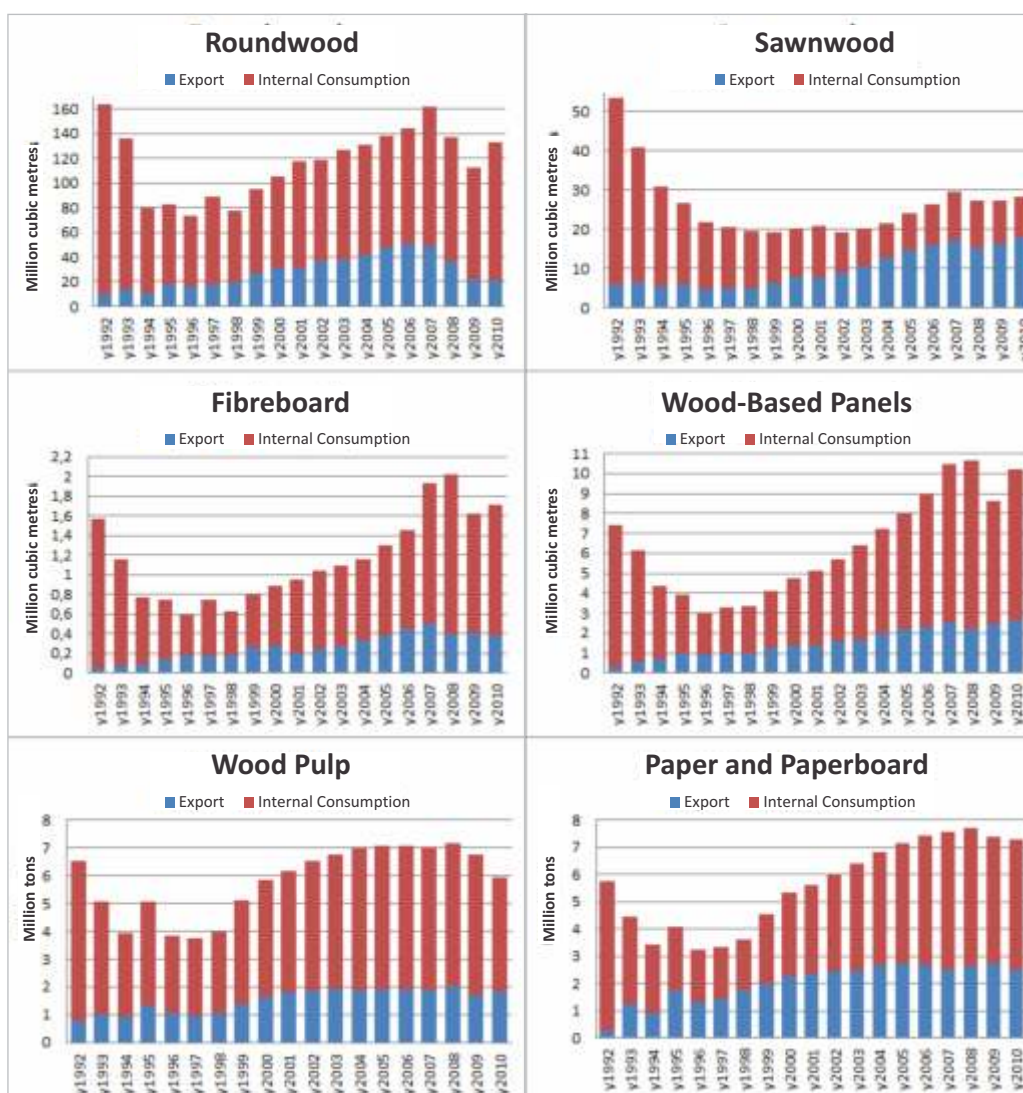 Roundwood
Export Internal Consumption
Million cubic metres
160
140
120
100
80
60
40
20
0
y1992 y1993 y1994 y1995 y1996 y1997 y1998 y1999 y2000 y2001 y2002 y2003 y2004 y2005 y2006 y2007 y2008 y2009 y2010
Sawnwood
Export Internal Consumption
Million cubic metres
50
40
30
20
10
0
y1992 y1993 y1994 y1995 y1996 y1997 y1998 y1999 y2000 y2001 y2002 y2003 y2004 y2005 y2006 y2007 y2008 y2009
Fibreboard
Export Internal Consumption
Million cubic metres
2,2
2
1,8
1,6
1,4
1,2
1
0,8
0,6
0,4
0,2
0
y1992 y1993 y1994 y1995 y1996 y1997 y1998 y1999 y2000 y2001 y2002 y2003 y2004 y2005 y2006 y2007 y2008 y2009 y2010
Wood-Based Panels
Export Internal Consumption
Million cubic metres
11
10
9
8
7
6
5
4
3
2
1
0
y1992 y1993 y1994 y1995 y1996 y1997 y1998 y1999 y2000 y2001 y2002 y2003 y2004 y2005 y2006 y2007 y2008 y2009 y2010
Wood Pulp
Export Internal Consumption
Million tons
8
7
6
5
4
3
2
1
0
y1992 y1993 y1994 y1995 y1996 y1997 y1998 y1999 y2000 y2001 y2002 y2003 y2004 y2005 y2006 y2007 y2008 y2009 y2010
Paper and Paperboard
Export Internal Consumption
Million tons
8
7
6
5
4
3
2
1
0
y1992 y1993 y1994 y1995 y1996 y1997 y1998 y1999 y2000 y2001 y2002 y2003 y2004 y2005 y2006 y2007 y2008 y2009 y2010